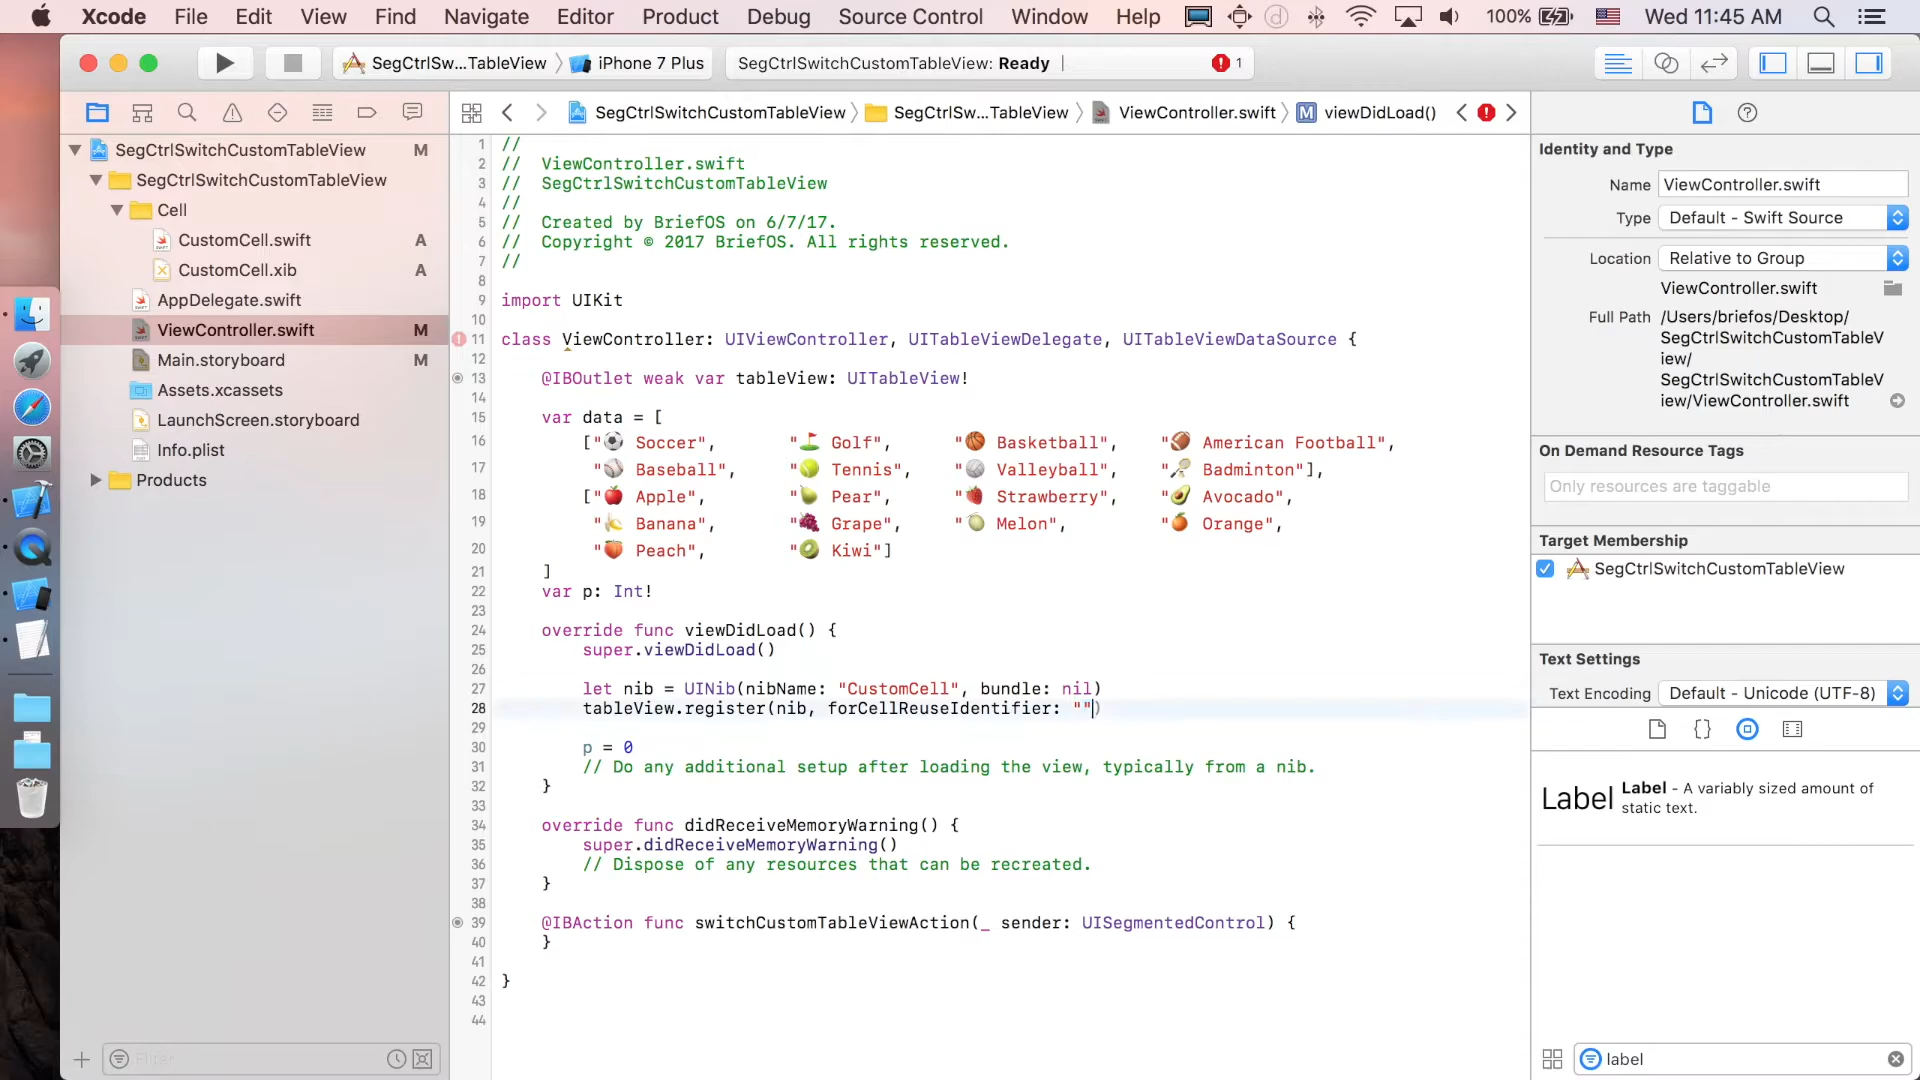 Xcode File Edit View Find Navigate Editor Product Debug Source Control Window Help 100% Wed 11:45 AM
SegCtrlSw...TableView iPhone 7 Plus SegCtrlSwitchCustomTableView: Ready 1
SegCtrlSwitchCustomTableView SegCtrlSw...TableView ViewController.swift M viewDidLoad()
SegCtrlSwitchCustomTableView M
SegCtrlSwitchCustomTableView
Cell
CustomCell.swift A
CustomCell.xib A
AppDelegate.swift
ViewController.swift M
Main.storyboard M
Assets.xcassets
LaunchScreen.storyboard
Info.plist
Products
Filter
1 //
2 // ViewController.swift
3 // SegCtrlSwitchCustomTableView
4 //
5 // Created by BriefOS on 6/7/17.
6 // Copyright © 2017 BriefOS. All rights reserved.
7 //
8
9 import UIKit
10
11 class ViewController: UIViewController, UITableViewDelegate, UITableViewDataSource {
12
13 @IBOutlet weak var tableView: UITableView!
14
15 var data = [
16 ["⚽ Soccer", "⛳ Golf", "🏀 Basketball", "🏈 American Football",
17 "⚾ Baseball", "🎾 Tennis", "🏐 Valleyball", "🏸 Badminton"],
18 ["🍎 Apple", "🍐 Pear", "🍓 Strawberry", "🥑 Avocado",
19 "🍌 Banana", "🍇 Grape", "🍈 Melon", "🍊 Orange",
20 "🍑 Peach", "🥝 Kiwi"]
21 ]
22 var p: Int!
23
24 override func viewDidLoad() {
25 super.viewDidLoad()
26
27 let nib = UINib(nibName: "CustomCell", bundle: nil)
28 tableView.register(nib, forCellReuseIdentifier: "")
29
30 p = 0
31 // Do any additional setup after loading the view, typically from a nib.
32 }
33
34 override func didReceiveMemoryWarning() {
35 super.didReceiveMemoryWarning()
36 // Dispose of any resources that can be recreated.
37 }
38
39 @IBAction func switchCustomTableViewAction(_ sender: UISegmentedControl) {
40 }
41
42 }
43
44
Identity and Type
Name ViewController.swift
Type Default - Swift Source
Location Relative to Group
ViewController.swift
Full Path /Users/briefos/Desktop/
SegCtrlSwitchCustomTableV
iew/
SegCtrlSwitchCustomTableV
iew/ViewController.swift
On Demand Resource Tags
Only resources are taggable
Target Membership
SegCtrlSwitchCustomTableView
Text Settings
Text Encoding Default - Unicode (UTF-8)
Label Label - A variably sized amount of
static text.
label